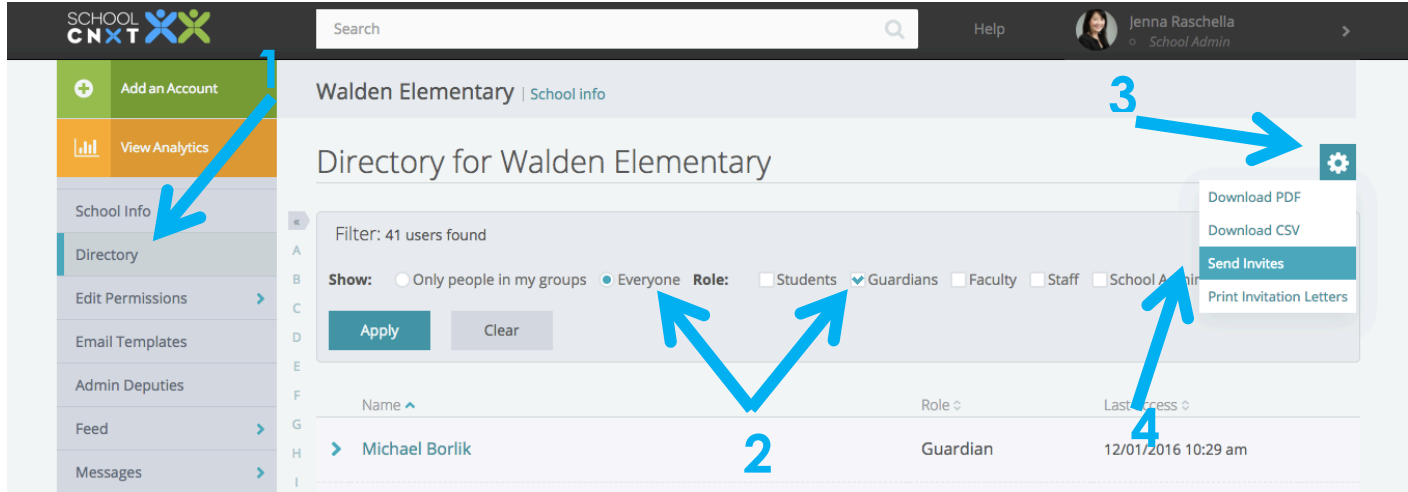 SCHOOL
CNXT
Search
Help
Jenna Raschella
School Admin
1
Add an Account
View Analytics
School Info
Directory
Edit Permissions
Email Templates
Admin Deputies
Feed
Messages
Walden Elementary | School info
3
Directory for Walden Elementary
Download PDF
Download CSV
Send Invites
Print Invitation Letters
«
A
B
C
D
E
F
G
H
I
Filter: 41 users found
Show: Only people in my groups Everyone Role: Students Guardians Faculty Staff School
Apply Clear
Name Role Last
2
4
Michael Borlik Guardian 12/01/2016 10:29 am